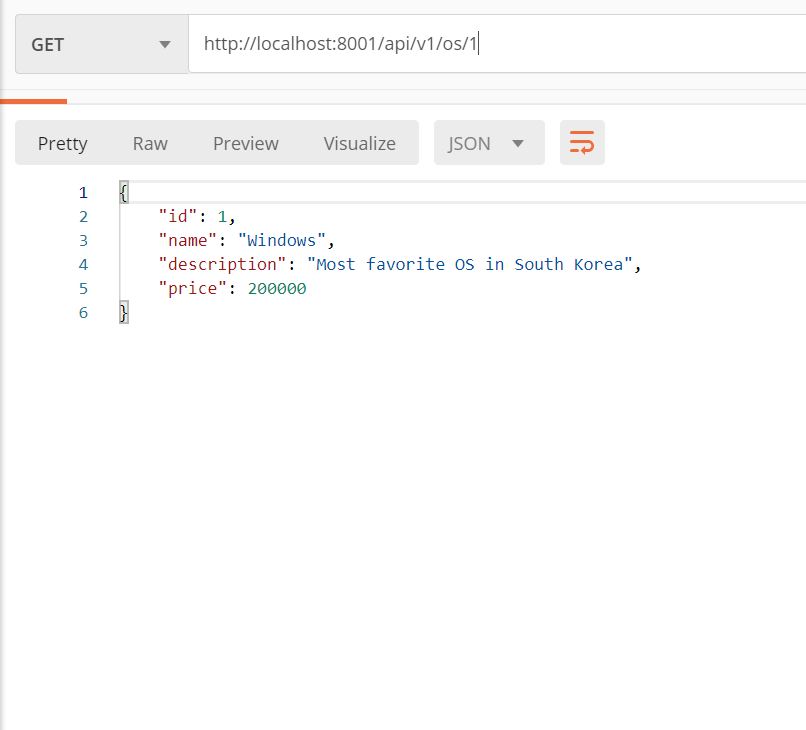 GET http://localhost:8001/api/v1/os/1
Pretty Raw Preview Visualize JSON
1 {
2 "id": 1,
3 "name": "Windows",
4 "description": "Most favorite OS in South Korea",
5 "price": 200000
6 }